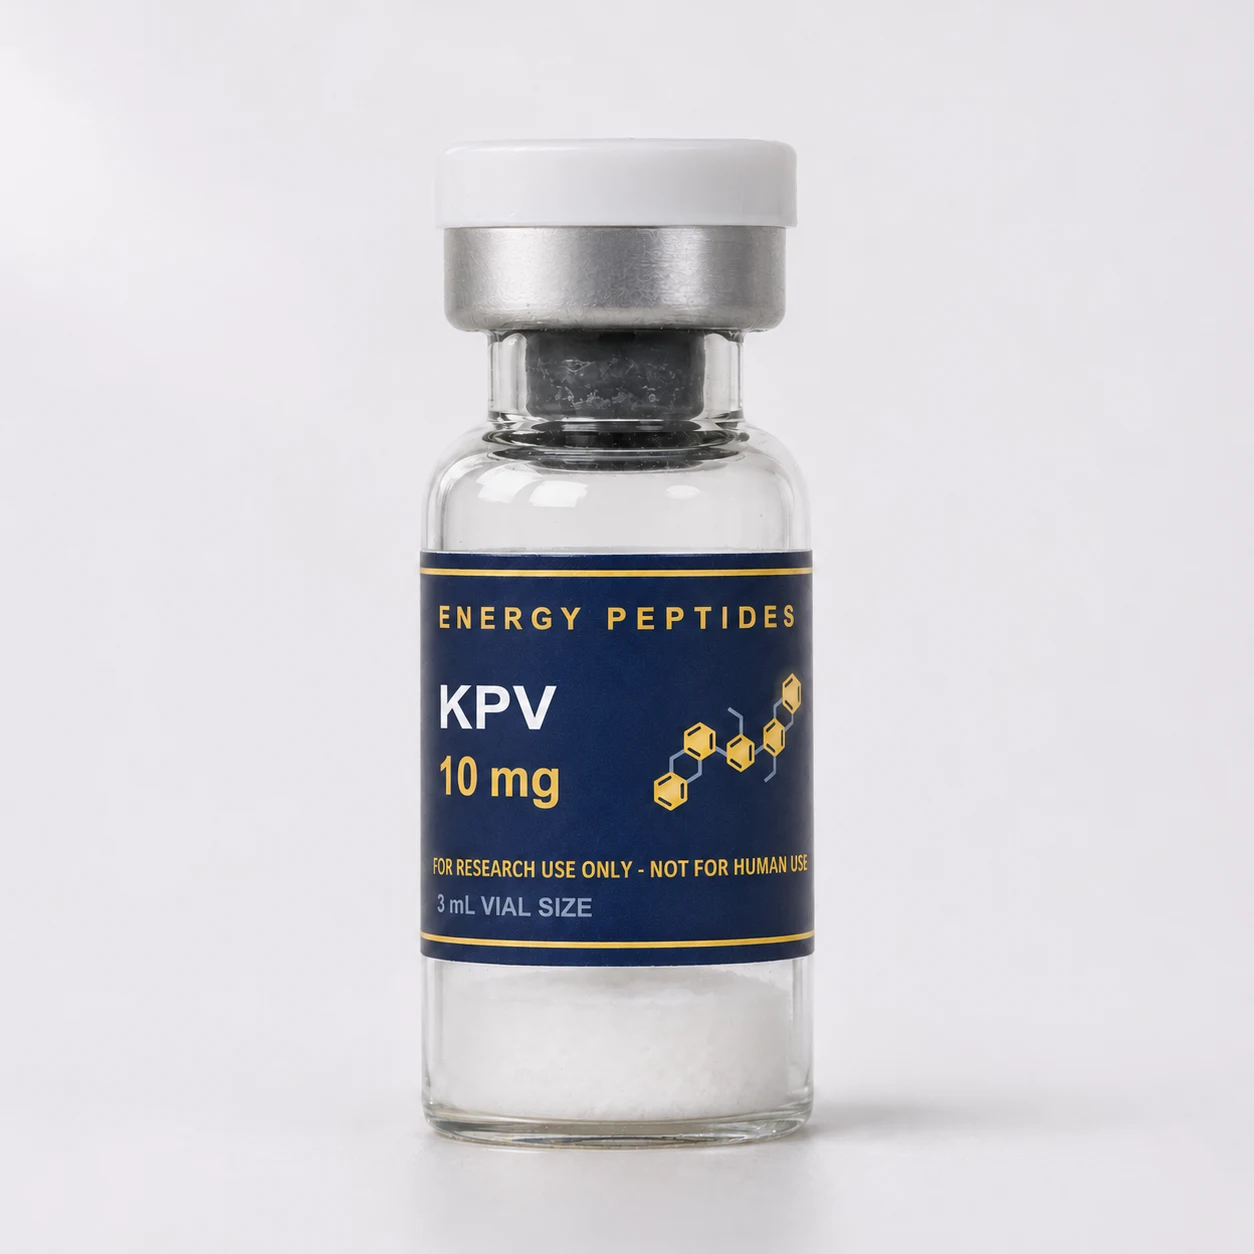 ENERGY PEPTIDES
KPV
10 mg
FOR RESEARCH USE ONLY - NOT FOR HUMAN USE
3 mL VIAL SIZE